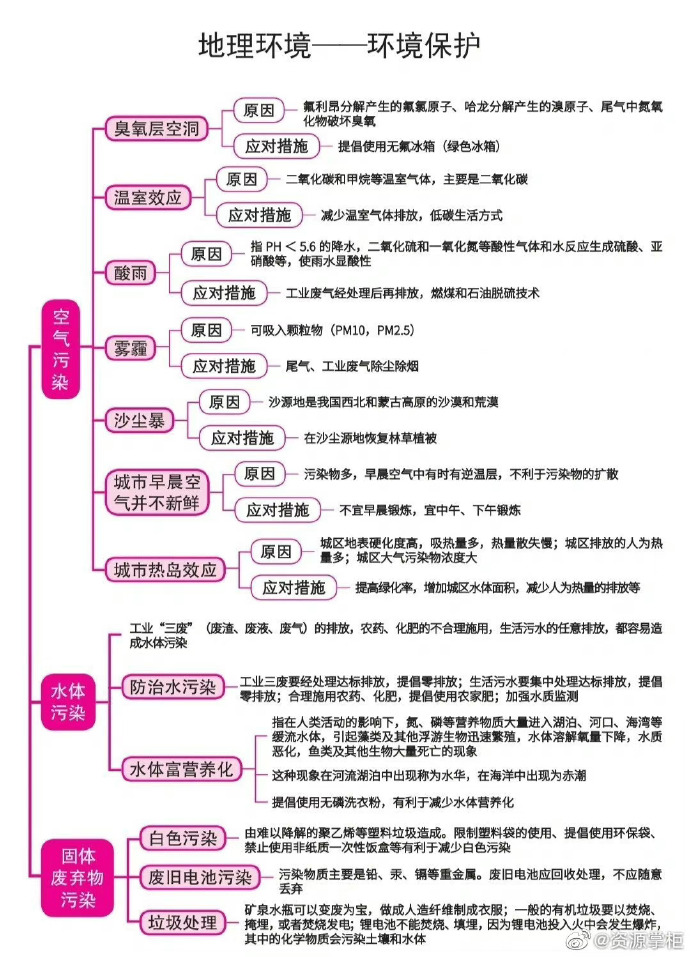 地理环境——环境保护
空气污染
臭氧层空洞
原因
氟利昂分解产生的氟氯原子、哈龙分解产生的溴原子、尾气中氮氧
化物破坏臭氧
应对措施
提倡使用无氟冰箱（绿色冰箱）
温室效应
原因
二氧化碳和甲烷等温室气体，主要是二氧化碳
应对措施
减少温室气体排放，低碳生活方式
酸雨
原因
指 PH＜5.6 的降水，二氧化硫和一氧化氮等酸性气体和水反应生成硫酸、亚
硝酸等，使雨水显酸性
应对措施
工业废气经处理后再排放，燃煤和石油脱硫技术
雾霾
原因
可吸入颗粒物（PM10，PM2.5）
应对措施
尾气、工业废气除尘除烟
沙尘暴
原因
沙源地是我国西北和蒙古高原的沙漠和荒漠
应对措施
在沙尘源地恢复林草植被
城市早晨空
气并不新鲜
原因
污染物多，早晨空气中有时有逆温层，不利于污染物的扩散
应对措施
不宜早晨锻炼，宜中午、下午锻炼
城市热岛效应
原因
城区地表硬化度高，吸热量多，热量散失慢；城区排放的人为热
量多；城区大气污染物浓度大
应对措施
提高绿化率，增加城区水体面积，减少人为热量的排放等
水体
污染
工业“三废”（废渣、废液、废气）的排放，农药、化肥的不合理施用，生活污水的任意排放，都容易造
成水体污染
防治水污染
工业三废要经处理达标排放，提倡零排放；生活污水要集中处理达标排放，提倡
零排放；合理施用农药、化肥，提倡使用农家肥；加强水质监测
水体富营养化
指在人类活动的影响下，氮、磷等营养物质大量进入湖泊、河口、海湾等
缓流水体，引起藻类及其他浮游生物迅速繁殖，水体溶解氧量下降，水质
恶化，鱼类及其他生物大量死亡的现象
这种现象在河流湖泊中出现称为水华，在海洋中出现为赤潮
提倡使用无磷洗衣粉，有利于减少水体营养化
固体
废弃物
污染
白色污染
由难以降解的聚乙烯等塑料垃圾造成。限制塑料袋的使用、提倡使用环保袋、
禁止使用非纸质一次性饭盒等有利于减少白色污染
废旧电池污染
污染物质主要是铅、汞、镉等重金属。废旧电池应回收处理，不应随意
丢弃
垃圾处理
矿泉水瓶可以变废为宝，做成人造纤维制成衣服；一般的有机垃圾要以焚烧、
掩埋，或者焚烧发电；锂电池不能焚烧、填埋，因为锂电池投入火中会发生爆炸，
其中的化学物质会污染土壤和水体
@资源掌柜